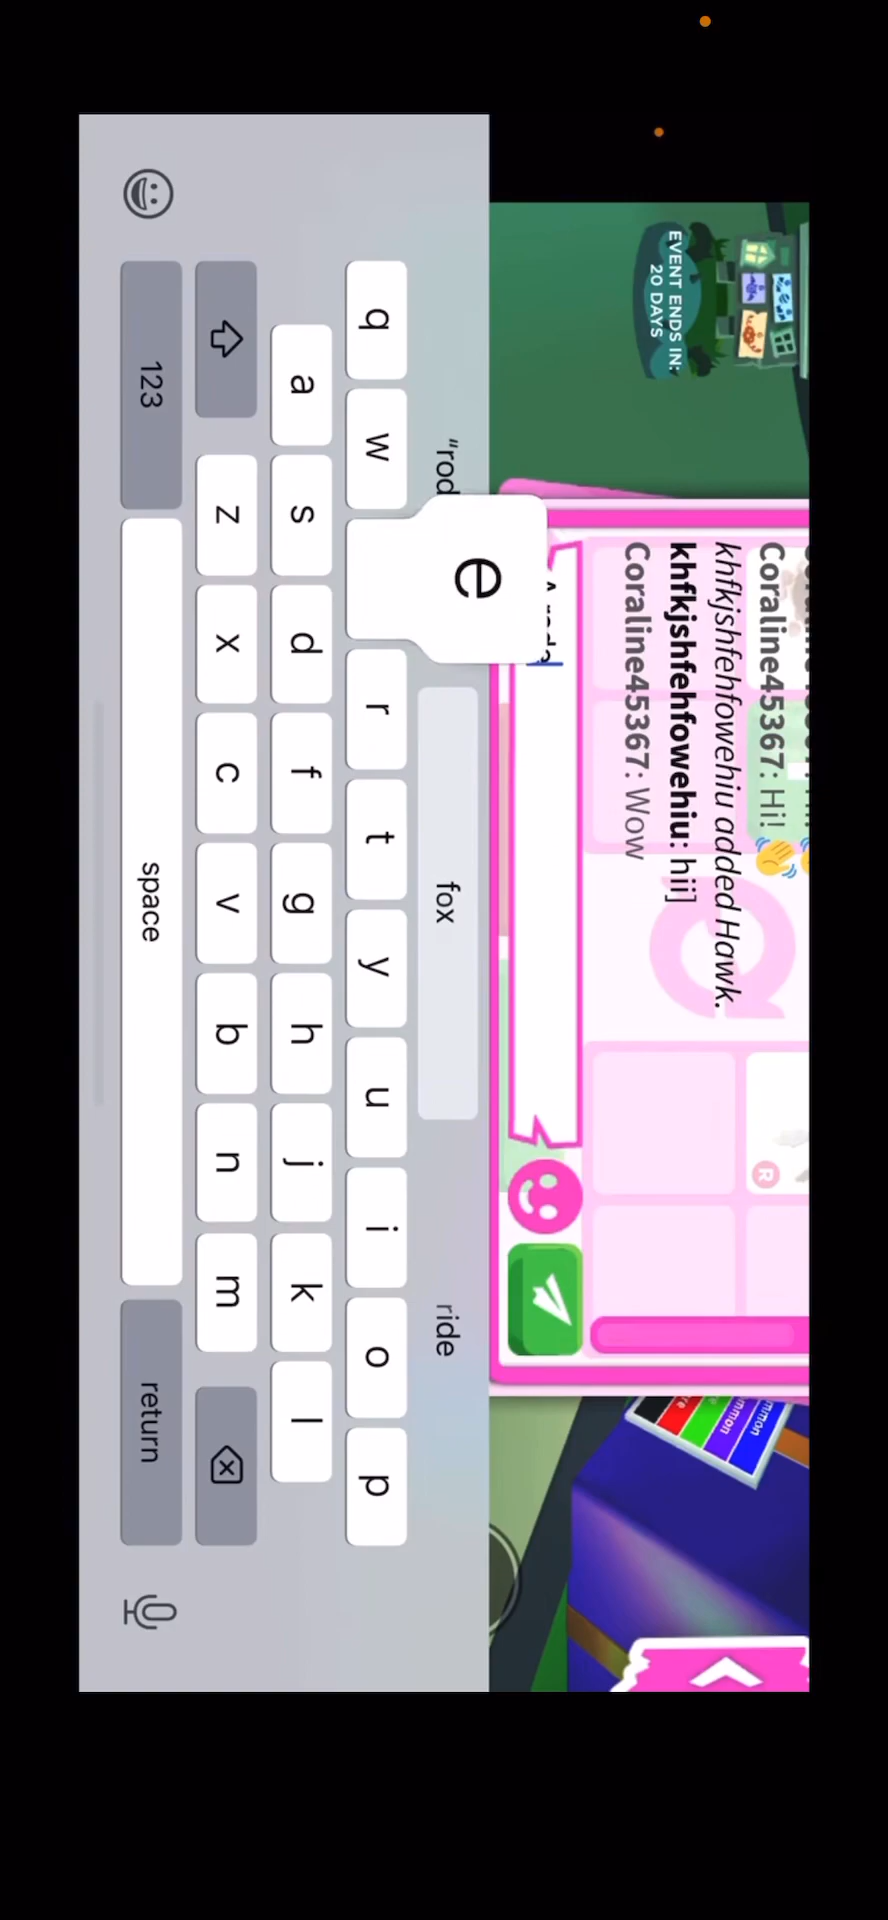 EVENT ENDS IN:
20 DAYS
Coraline45367: Hi! 👋
khfkjshfehfowehiu added Hawk.
khfkjshfehfowehiu: hii]
Coraline45367: Wow
R
"rod fox ride
q w e r t y u i o p
a s d f g h j k l
z x c v b n m
123 space return